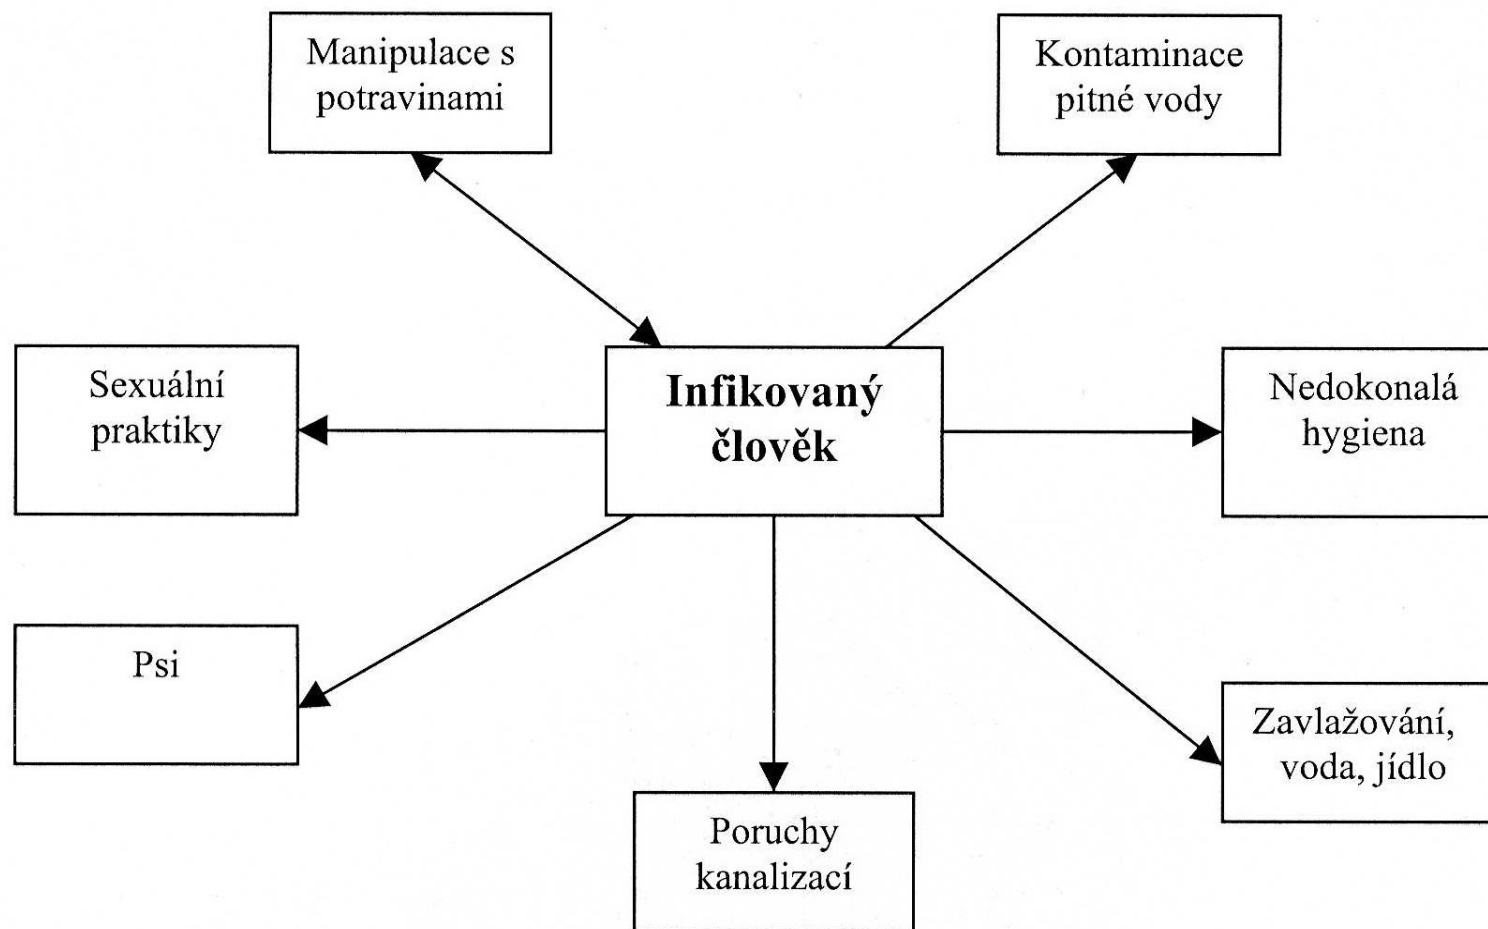 Manipulace s
potravinami
Kontaminace
pitné vody
Sexuální
praktiky
Infikovaný
člověk
Nedokonalá
hygiena
Psi
Zavlažování,
voda, jídlo
Poruchy
kanalizací